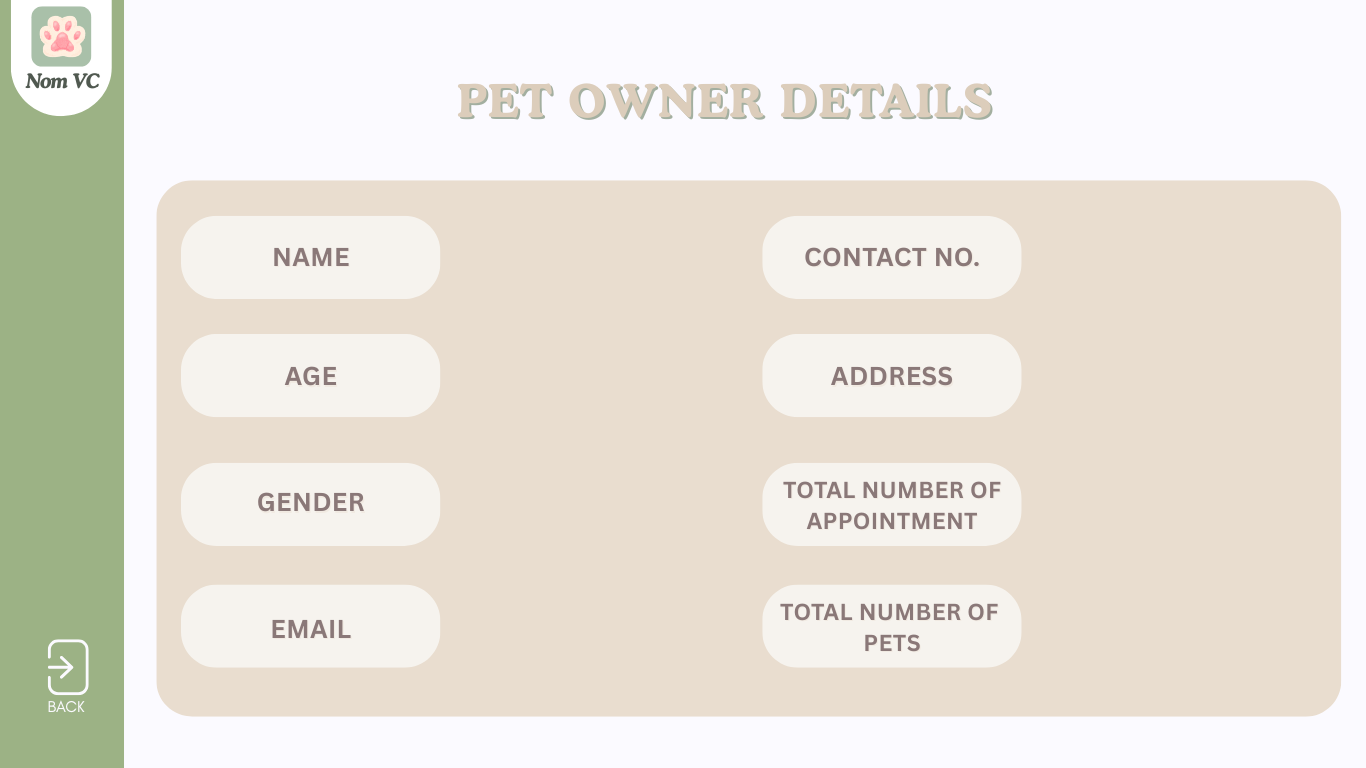 Nom VC
PET OWNER DETAILS
NAME
CONTACT NO.
AGE
ADDRESS
GENDER
TOTAL NUMBER OF
APPOINTMENT
EMAIL
TOTAL NUMBER OF
PETS
BACK